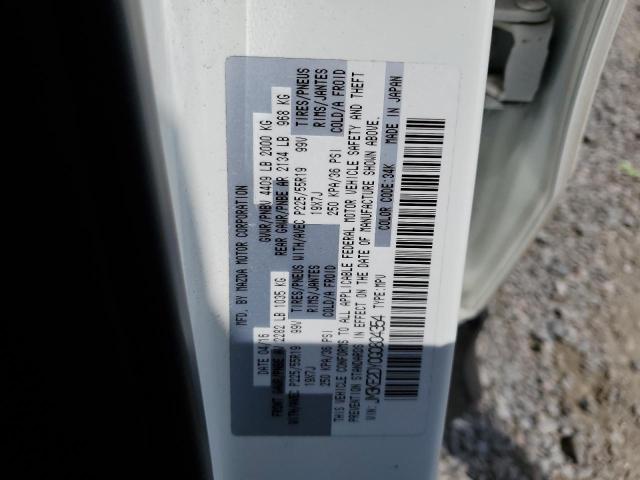 MFD. BY MAZDA MOTOR CORPORATION
DATE 04/16 GVWR/PNBV 4409 LB 2000 KG
FRONT GAWR/PNBE AV 2282 LB 1035 KG REAR GAWR/PNBE AR 2134 LB 968 KG
WITH/AVEC P225/55R19 99V TIRES/PNEUS WITH/AVEC P225/55R19 99V TIRES/PNEUS
19X7J RIMS/JANTES 19X7J RIMS/JANTES
250 KPA/36 PSI COLD/A FROID 250 KPA/36 PSI COLD/A FROID
THIS VEHICLE CONFORMS TO ALL APPLICABLE FEDERAL MOTOR VEHICLE SAFETY AND THEFT
PREVENTION STANDARDS IN EFFECT ON THE DATE OF MANUFACTURE SHOWN ABOVE.
VIN: TYPE:MPV COLOR CODE:34K MADE IN JAPAN